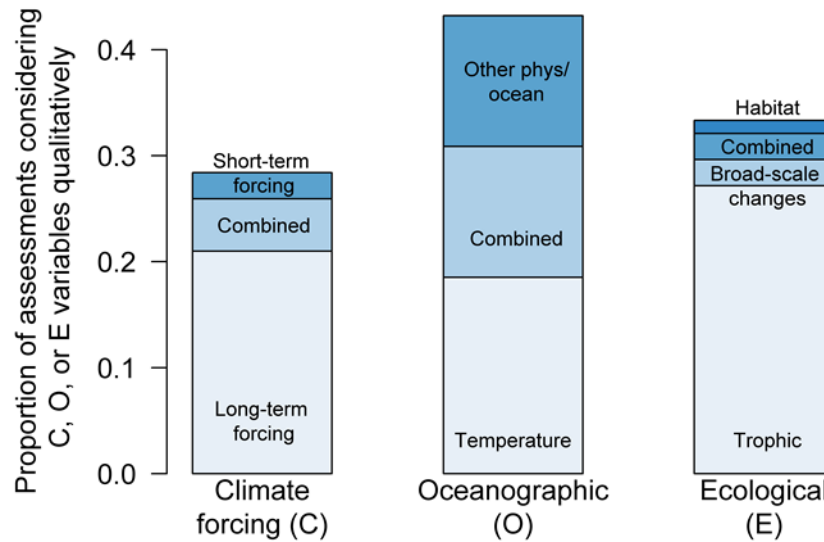 Proportion of assessments considering
C, O, or E variables qualitatively
0.4
0.3
0.2
0.1
0.0
Short-term
forcing
Combined
Long-term
forcing
Climate
forcing (C)
Other phys/
ocean
Combined
Temperature
Oceanographic
(O)
Habitat
Combined
Broad-scale
changes
Trophic
Ecological
(E)